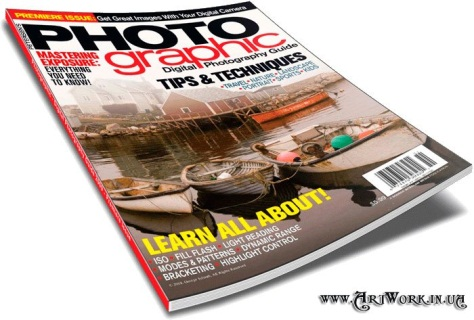 PREMIERE ISSUE: Get Great Images With Your Digital Camera
PHOTO
graphic
Digital Photography Guide
MASTERING
EXPOSURE:
EVERYTHING
YOU NEED
TO KNOW!
TIPS & TECHNIQUES
TRAVEL • NATURE • LANDSCAPE
PORTRAIT • SPORTS • KIDS
LEARN ALL ABOUT!
ISO FILL FLASH LIGHT READING
MODES & PATTERNS DYNAMIC RANGE
BRACKETING HIGHLIGHT CONTROL
www.ArtWork.in.ua